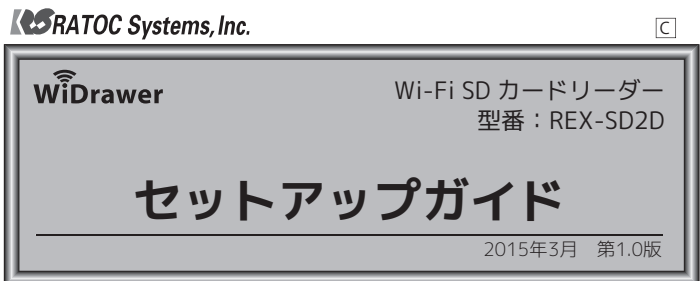 RATOC Systems, Inc.
C
WiDrawer
Wi-Fi SD カードリーダー
型番：REX-SD2D
セットアップガイド
2015年3月　第1.0版